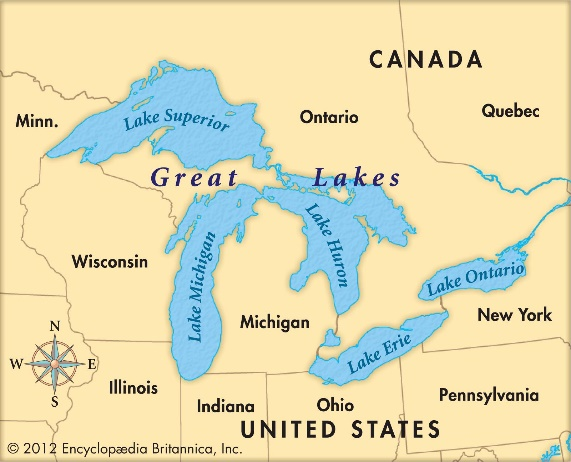 CANADA
Minn.
Lake Superior
Ontario
Quebec
Great Lakes
Wisconsin
Lake Michigan
Lake Huron
Lake Ontario
Michigan
New York
Lake Erie
N
W E
S
Illinois
Indiana
Ohio
Pennsylvania
UNITED STATES
© 2012 Encyclopædia Britannica, Inc.